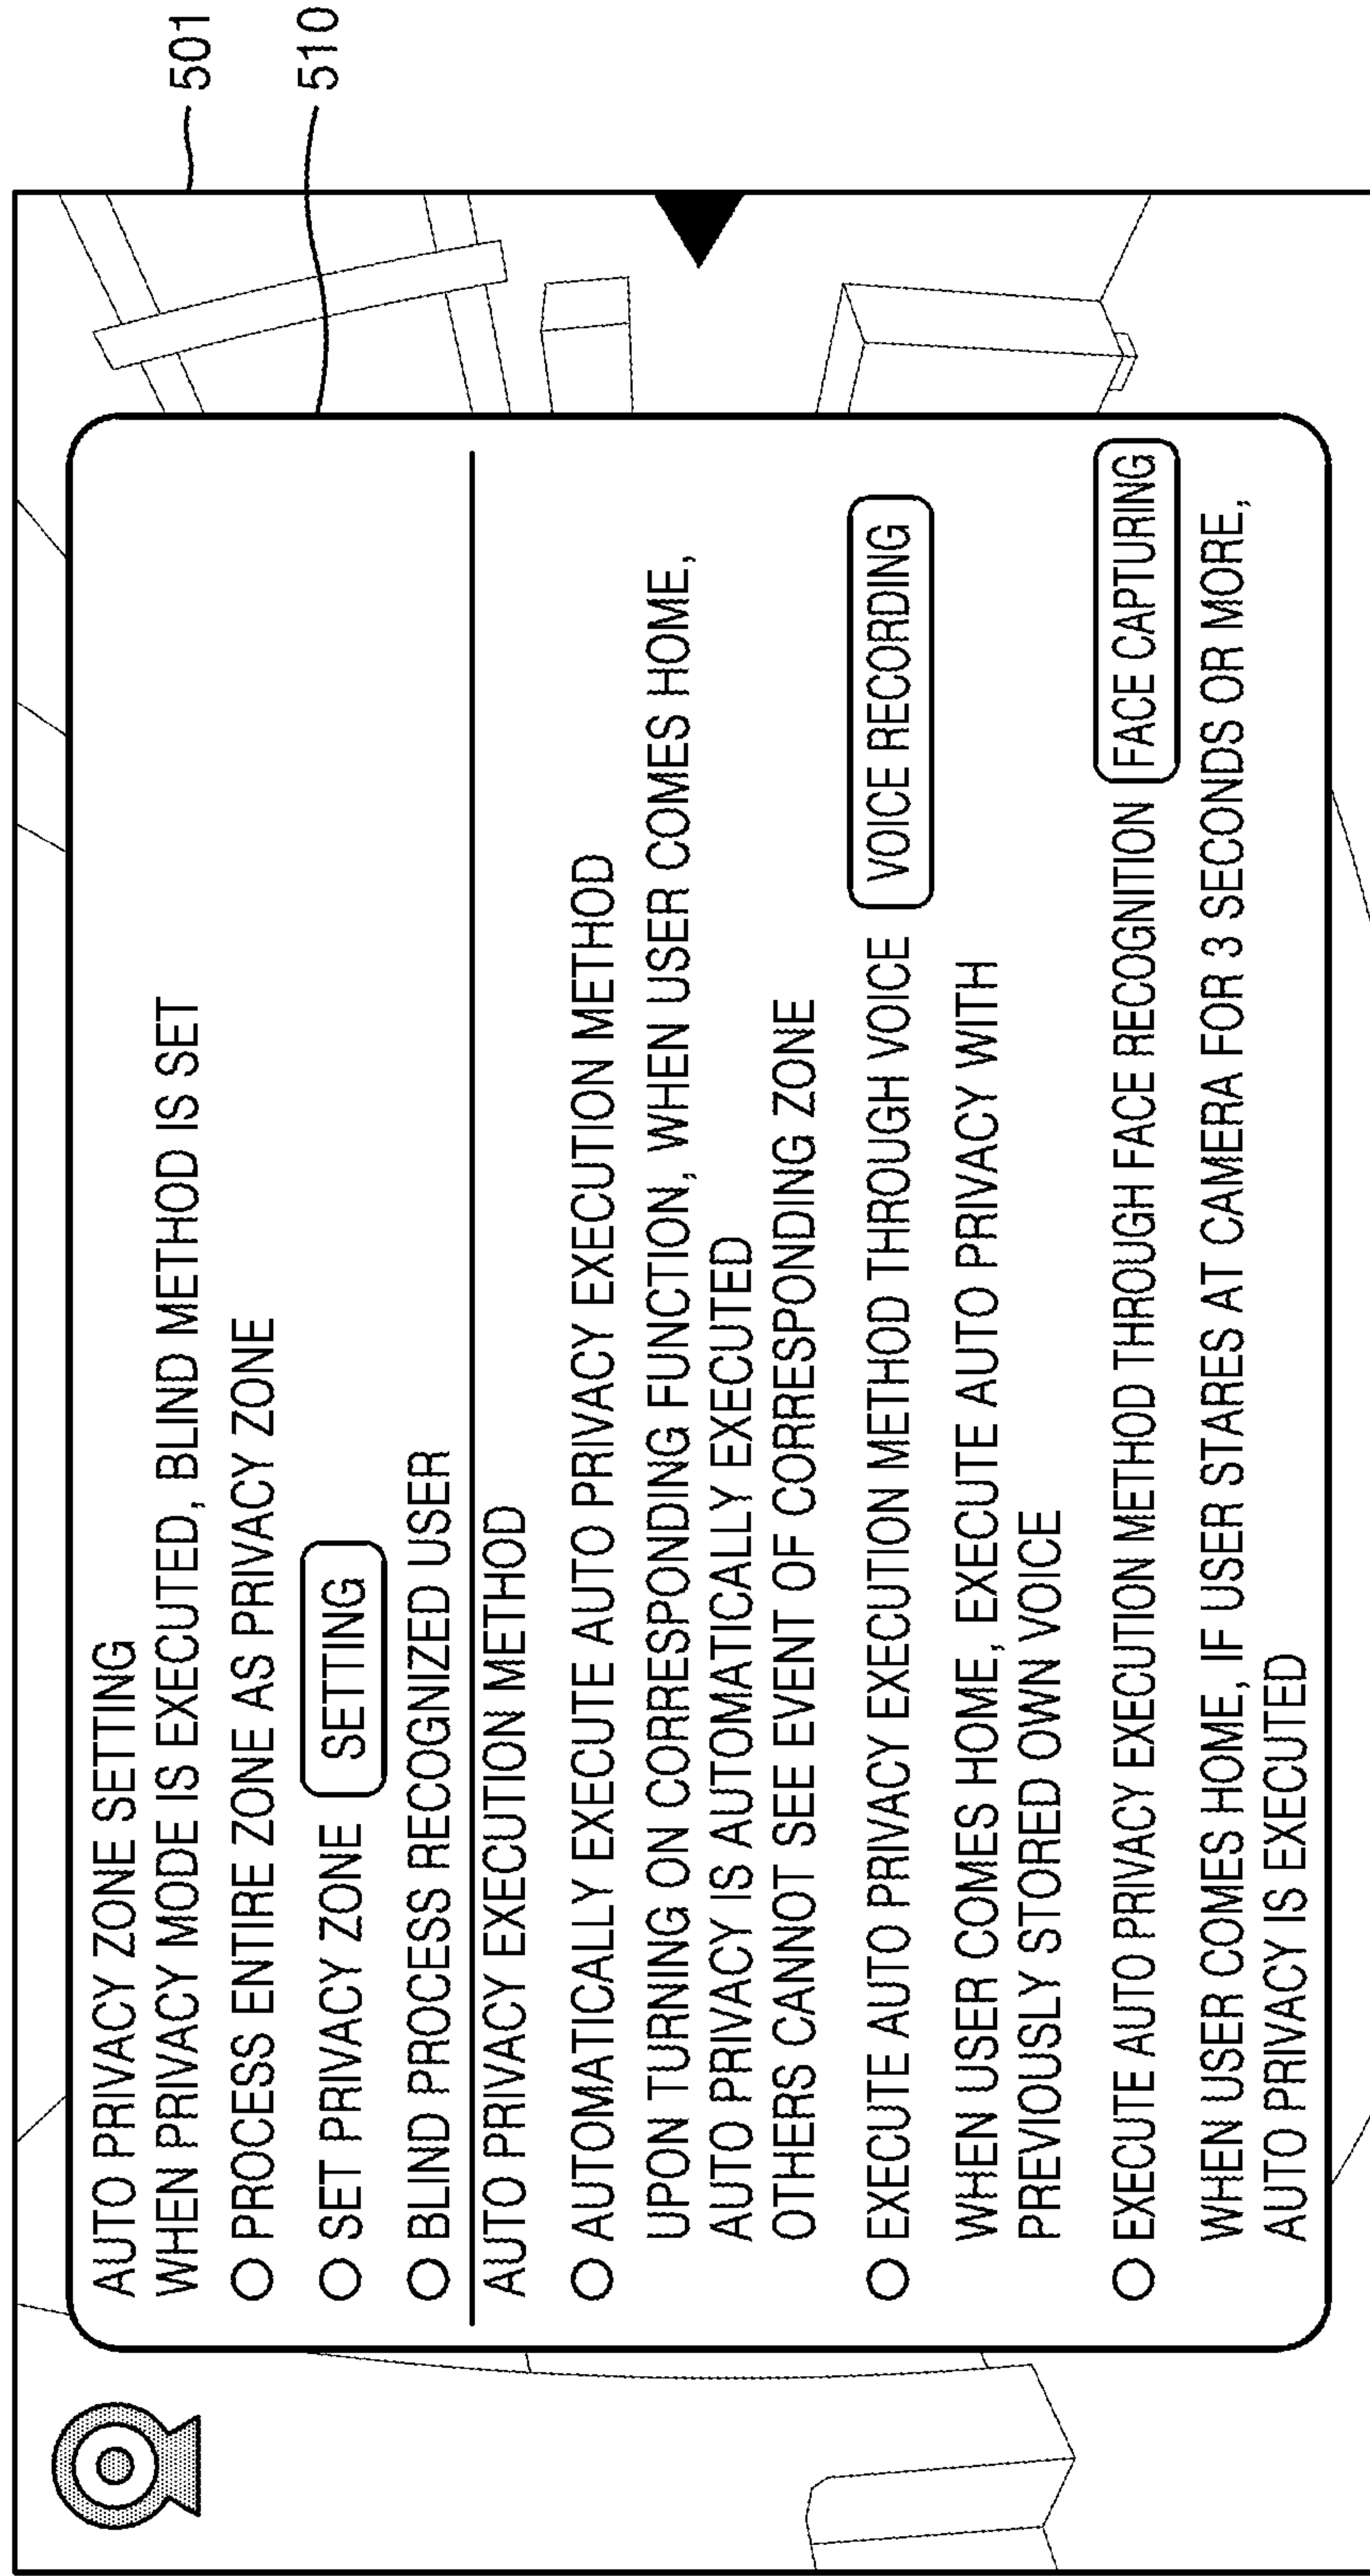 AUTO PRIVACY ZONE SETTING
WHEN PRIVACY MODE IS EXECUTED, BLIND METHOD IS SET
PROCESS ENTIRE ZONE AS PRIVACY ZONE
SET PRIVACY ZONE SETTING
BLIND PROCESS RECOGNIZED USER
AUTO PRIVACY EXECUTION METHOD
AUTOMATICALLY EXECUTE AUTO PRIVACY EXECUTION METHOD
UPON TURNING ON CORRESPONDING FUNCTION, WHEN USER COMES HOME,
AUTO PRIVACY IS AUTOMATICALLY EXECUTED
OTHERS CANNOT SEE EVENT OF CORRESPONDING ZONE
EXECUTE AUTO PRIVACY EXECUTION METHOD THROUGH VOICE VOICE RECORDING
WHEN USER COMES HOME, EXECUTE AUTO PRIVACY WITH
PREVIOUSLY STORED OWN VOICE
EXECUTE AUTO PRIVACY EXECUTION METHOD THROUGH FACE RECOGNITION FACE CAPTURING
WHEN USER COMES HOME, IF USER STARES AT CAMERA FOR 3 SECONDS OR MORE,
AUTO PRIVACY IS EXECUTED
501
510